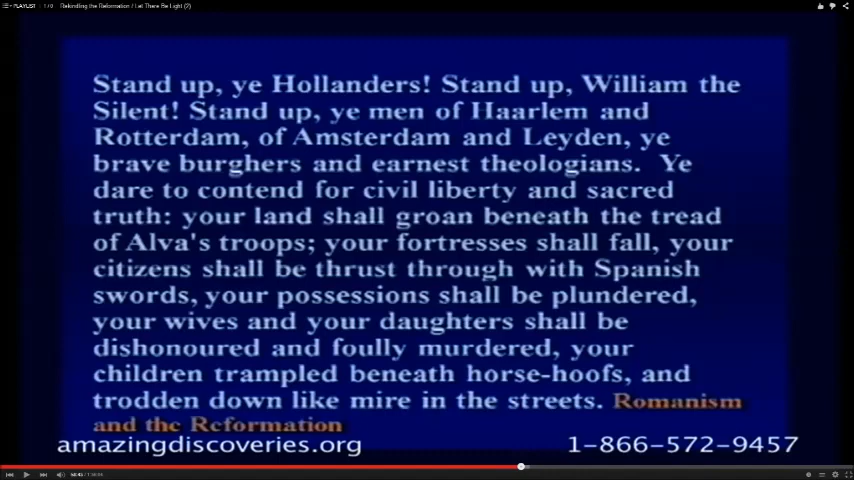 PLAYLIST 1/0 Rekindling the Reformation / Let There Be Light (2)
Stand up, ye Hollanders! Stand up, William the
Silent! Stand up, ye men of Haarlem and
Rotterdam, of Amsterdam and Leyden, ye
brave burghers and earnest theologians. Ye
dare to contend for civil liberty and sacred
truth: your land shall groan beneath the tread
of Alva's troops; your fortresses shall fall, your
citizens shall be thrust through with Spanish
swords, your possessions shall be plundered,
your wives and your daughters shall be
dishonoured and foully murdered, your
children trampled beneath horse-hoofs, and
trodden down like mire in the streets. Romanism
and the Reformation
amazingdiscoveries.org 1-866-572-9457